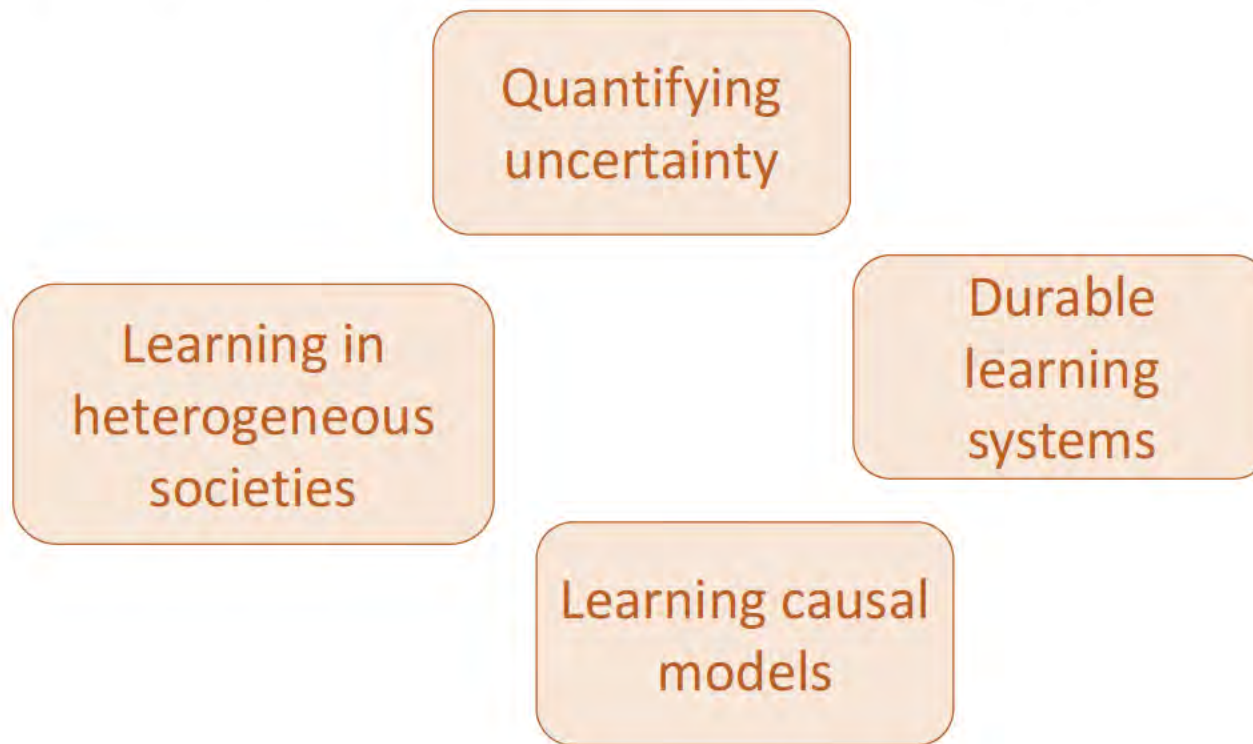 Quantifying
uncertainty
Learning in
heterogeneous
societies
Durable
learning
systems
Learning causal
models